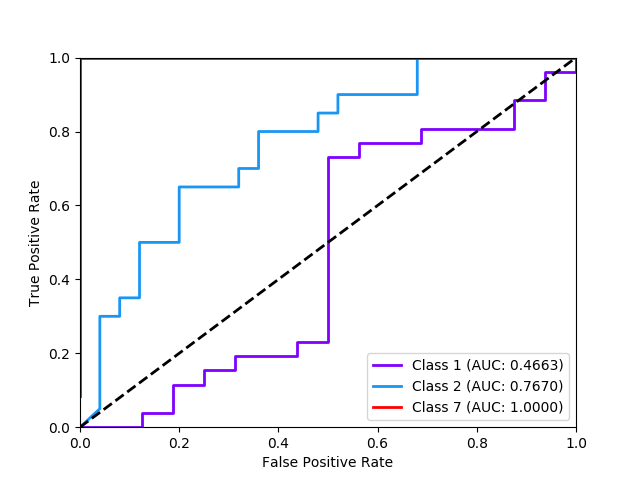 1.0
0.8
0.6
0.4
0.2
0.0
True Positive Rate
Class 1 (AUC: 0.4663)
Class 2 (AUC: 0.7670)
Class 7 (AUC: 1.0000)
0.0 0.2 0.4 0.6 0.8 1.0
False Positive Rate